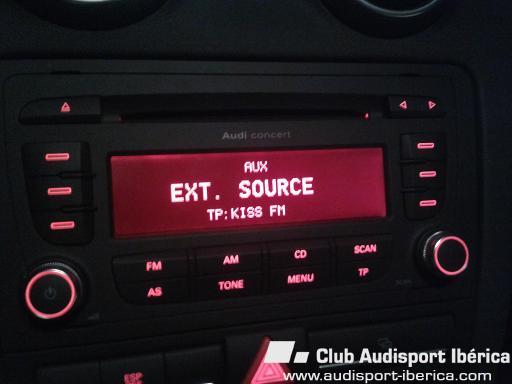 Audi concert
AUX
EXT. SOURCE
TP:KISS FM
FM AM CD SCAN
AS TONE MENU TP
ESP
Club Audisport Ibérica
www.audisport-iberica.com